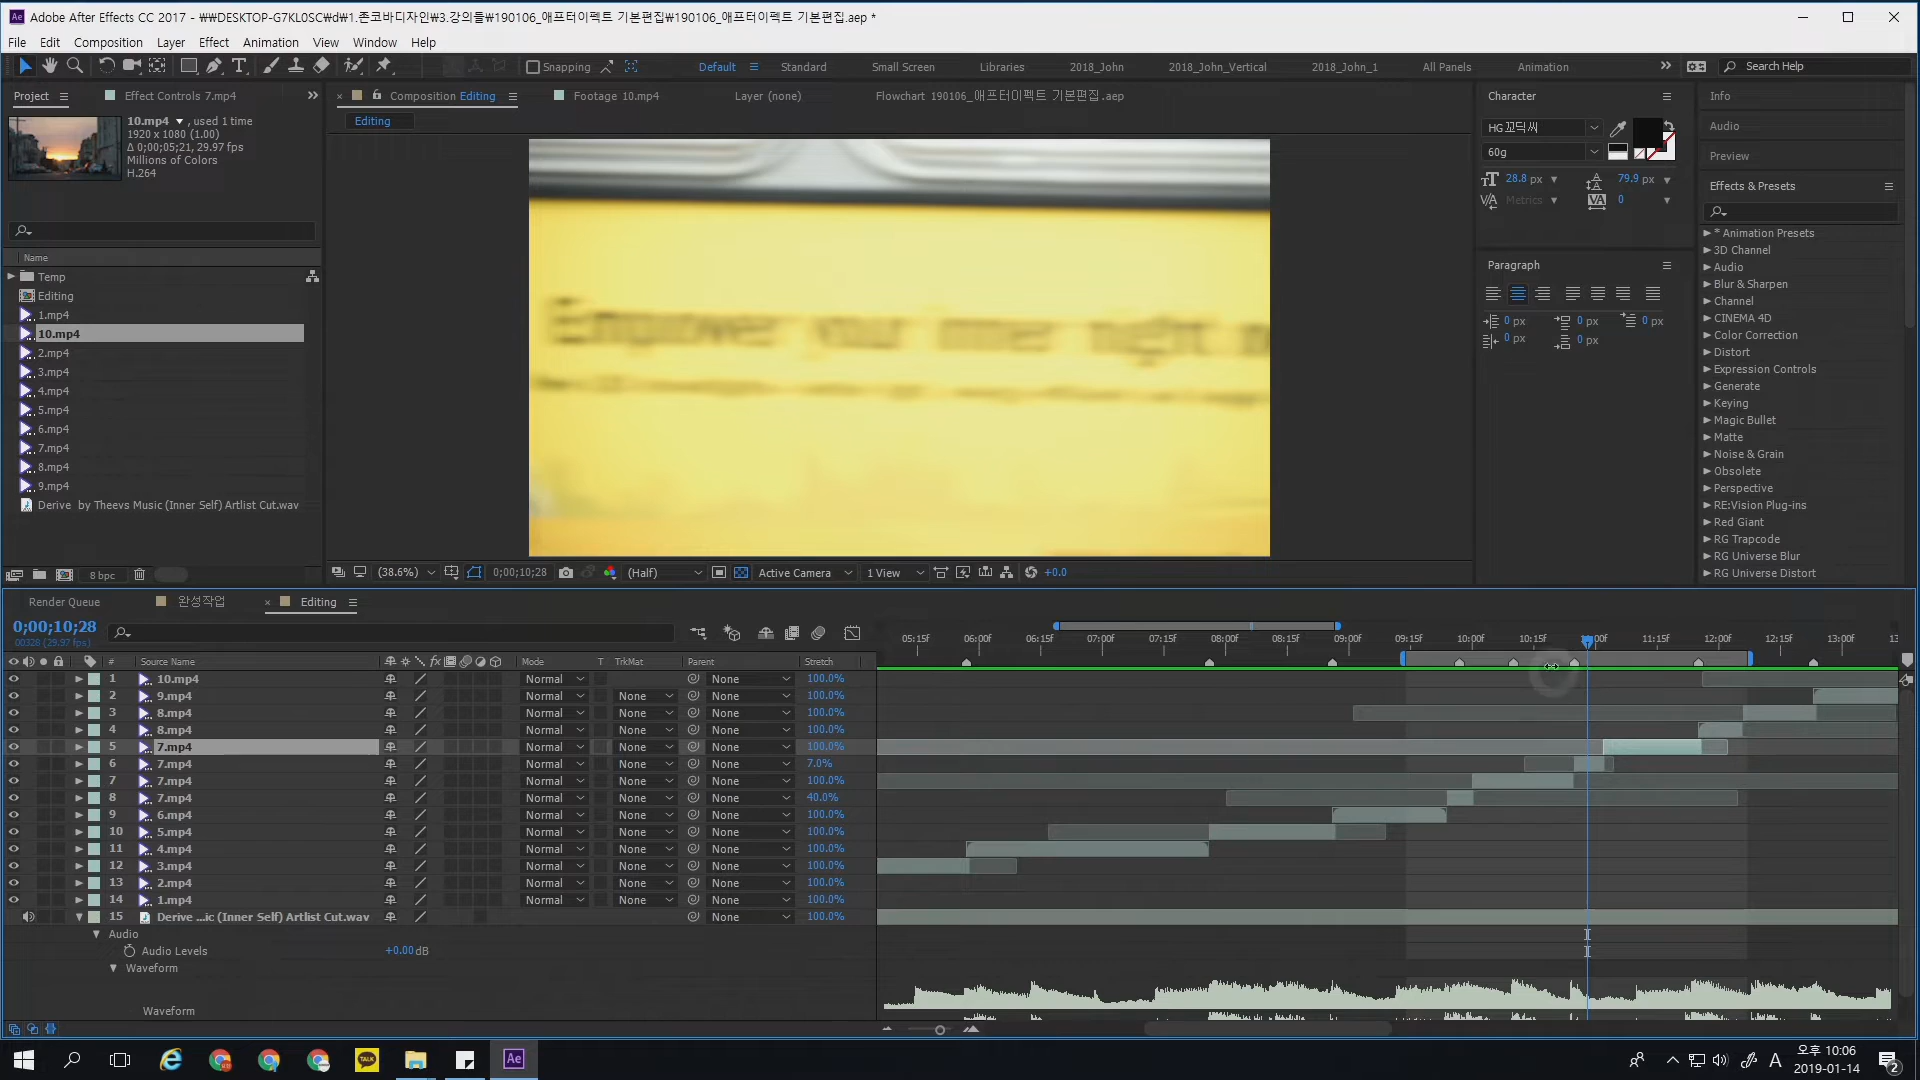 Adobe After Effects CC 2017 - ₩₩DESKTOP-G7KL0SC₩d₩1.존코바디자인₩3.강의들₩190106_애프터이펙트 기본편집₩190106_애프터이펙트 기본편집.aep *
File Edit Composition Layer Effect Animation View Window Help
Snapping Default Standard Small Screen Libraries 2018_John 2018_John_Vertical 2018_John_1 All Panels Animation Search Help
Project Effect Controls 7.mp4 Composition Editing Footage 10.mp4 Layer (none) Flowchart 190106_애프터이펙트 기본편집.aep
Editing
10.mp4 , used 1 time
1920 x 1080 (1.00)
Δ 0;00;05;21, 29.97 fps
Millions of Colors
H.264
Name
Temp
Editing
1.mp4
10.mp4
2.mp4
3.mp4
4.mp4
5.mp4
6.mp4
7.mp4
8.mp4
9.mp4
Derive by Theevs Music (Inner Self) Artlist Cut.wav
8 bpc
Empower your inner night
(38.6%) 0;00;10;28 (Half) Active Camera 1 View +0.0
Character
HG꼬딕씨
60g
28.8 px 79.9 px
Metrics 0
Paragraph
0 px 0 px 0 px
0 px 0 px
Info
Audio
Preview
Effects & Presets
* Animation Presets
3D Channel
Audio
Blur & Sharpen
Channel
CINEMA 4D
Color Correction
Distort
Expression Controls
Generate
Keying
Magic Bullet
Matte
Noise & Grain
Obsolete
Perspective
RE:Vision Plug-ins
Red Giant
RG Trapcode
RG Universe Blur
RG Universe Distort
Render Queue 완성작업 Editing
0;00;10;28
00328 (29.97 fps)
05:15f 06:00f 06:15f 07:00f 07:15f 08:00f 08:15f 09:00f 09:15f 10:00f 10:15f 11:15f 12:00f 12:15f 13:00f
# Source Name Mode T TrkMat Parent Stretch
1 10.mp4 Normal None 100.0%
2 9.mp4 Normal None None 100.0%
3 8.mp4 Normal None None 100.0%
4 8.mp4 Normal None None 100.0%
5 7.mp4 Normal None None 100.0%
6 7.mp4 Normal None None 7.0%
7 7.mp4 Normal None None 100.0%
8 7.mp4 Normal None None 40.0%
9 6.mp4 Normal None None 100.0%
10 5.mp4 Normal None None 100.0%
11 4.mp4 Normal None None 100.0%
12 3.mp4 Normal None None 100.0%
13 2.mp4 Normal None None 100.0%
14 1.mp4 Normal None None 100.0%
15 Derive ...ic (Inner Self) Artlist Cut.wav None 100.0%
Audio
Audio Levels +0.00 dB
Waveform
Waveform
TALK
Ae
A
오후 10:06
2019-01-14
2